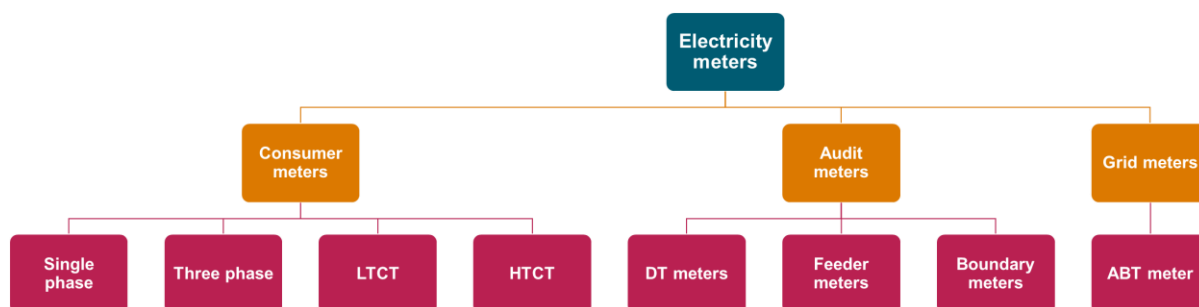 Electricity
meters
Consumer
meters
Audit
meters
Grid meters
Single
phase
Three phase
LTCT
HTCT
DT meters
Feeder
meters
Boundary
meters
ABT meter